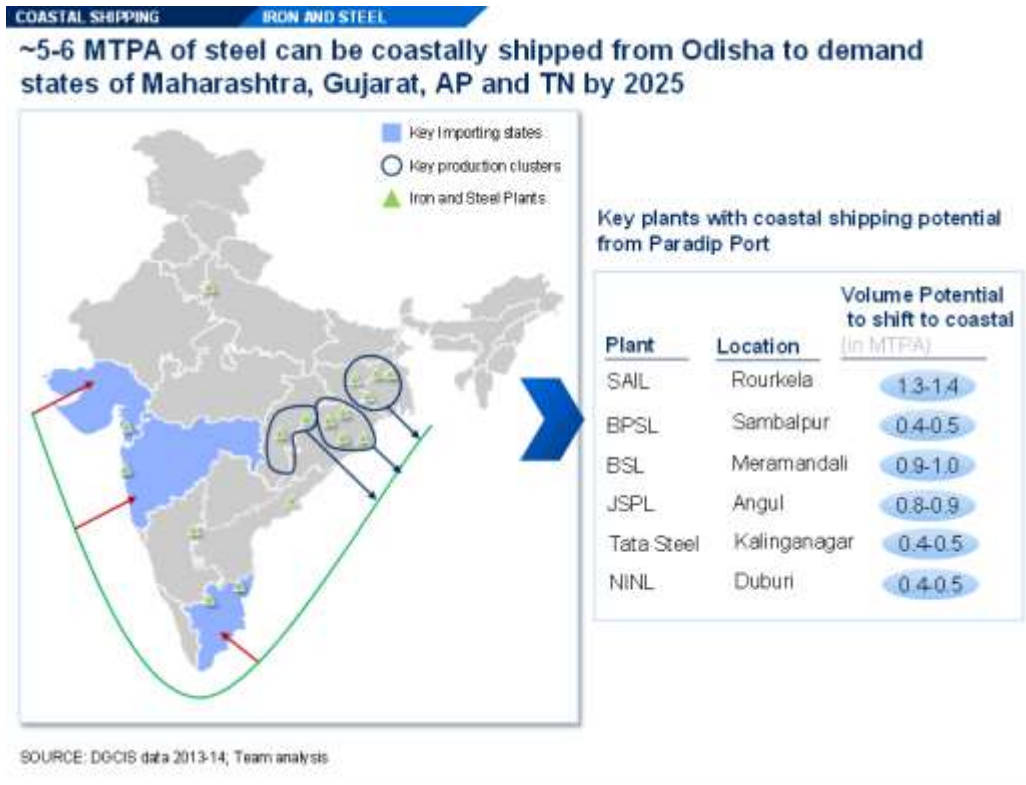 COASTAL SHIPPING
IRON AND STEEL
~5-6 MTPA of steel can be coastally shipped from Odisha to demand
states of Maharashtra, Gujarat, AP and TN by 2025
Key Importing states
Key production clusters
Iron and Steel Plants
Key plants with coastal shipping potential
from Paradip Port
Volume Potential
to shift to coastal
(in MTPA)
Plant Location
SAIL Rourkela 1.3-1.4
BPSL Sambalpur 0.4-0.5
BSL Meramandali 0.9-1.0
JSPL Angul 0.8-0.9
Tata Steel Kalinganagar 0.4-0.5
NINL Duburi 0.4-0.5
SOURCE: DGCIS data 2013-14; Team analysis